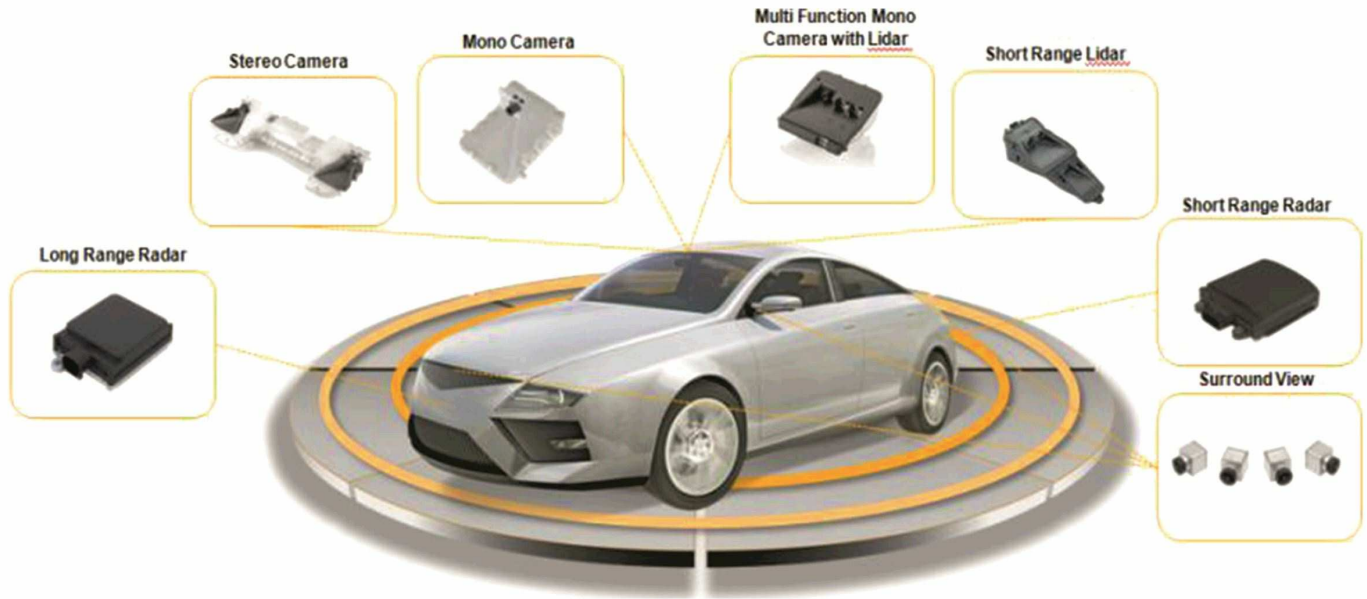 Multi Function Mono
Camera with Lidar
Mono Camera
Short Range Lidar
Stereo Camera
Short Range Radar
Long Range Radar
Surround View